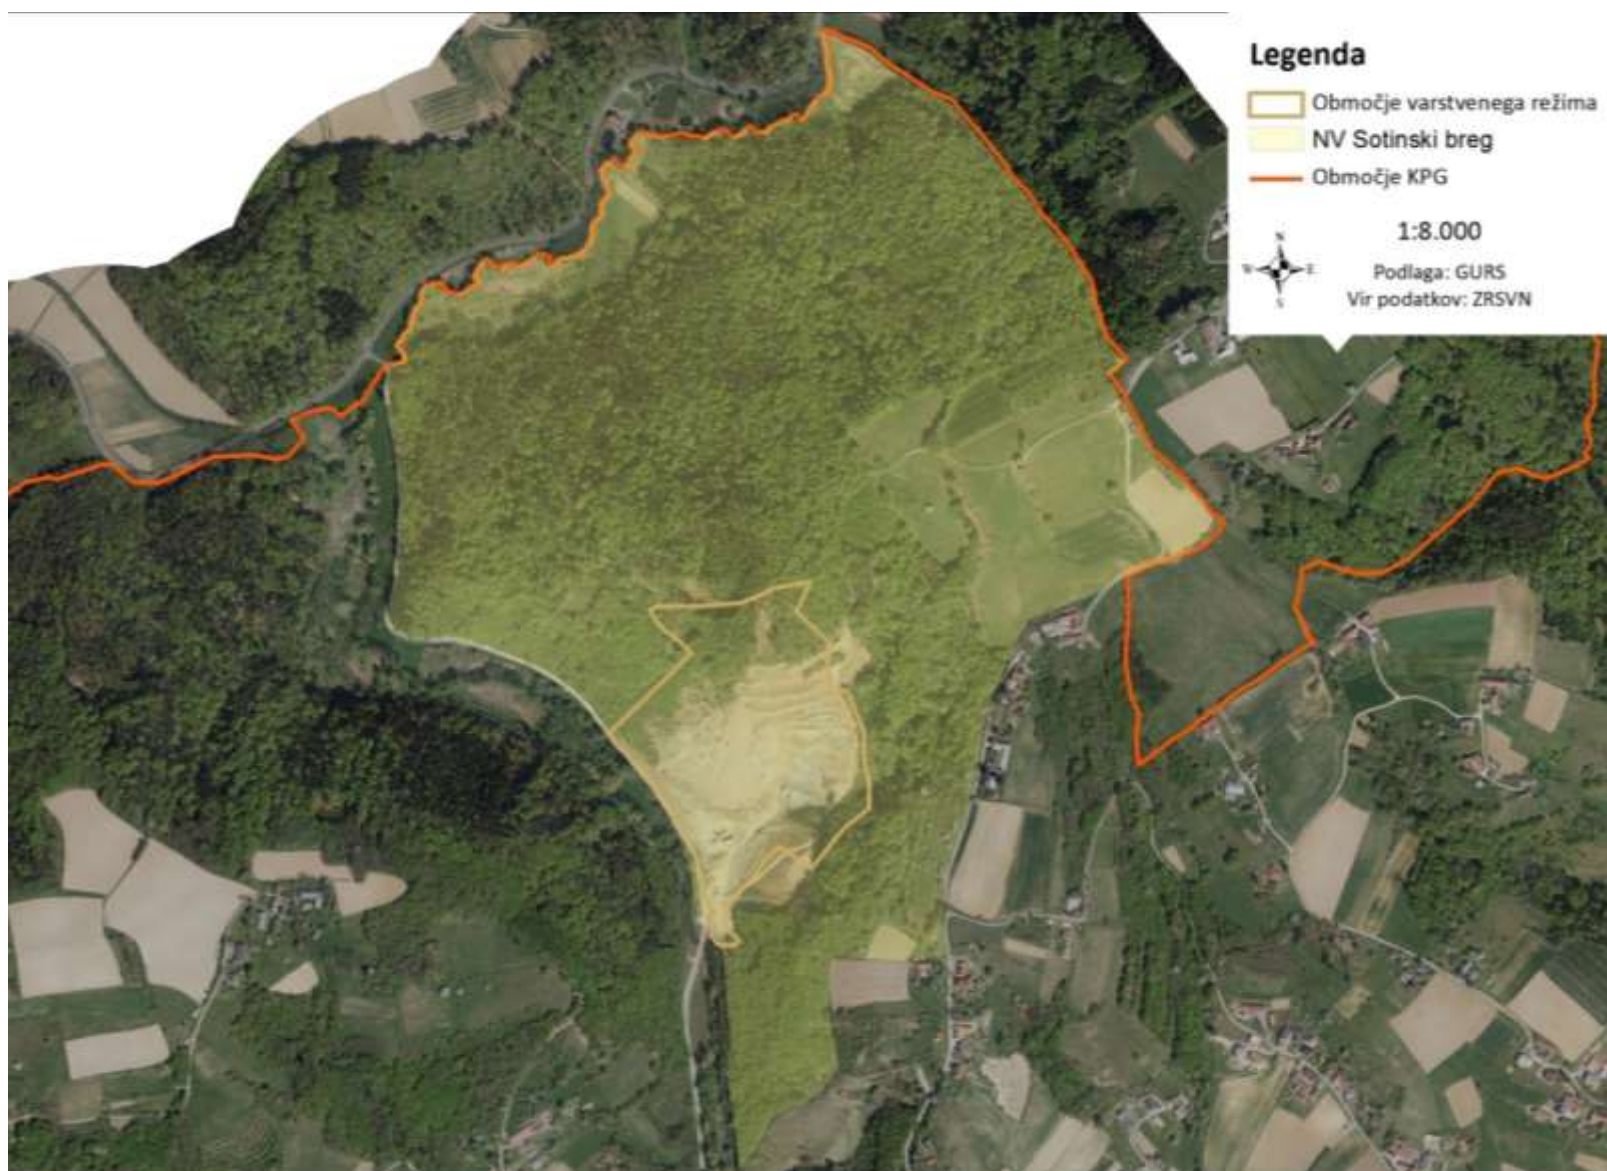 Legenda
Območje varstvenega režima
NV Sotinski breg
Območje KPG
1:8.000
N
W E
S
Podlaga: GURS
Vir podatkov: ZRSVN